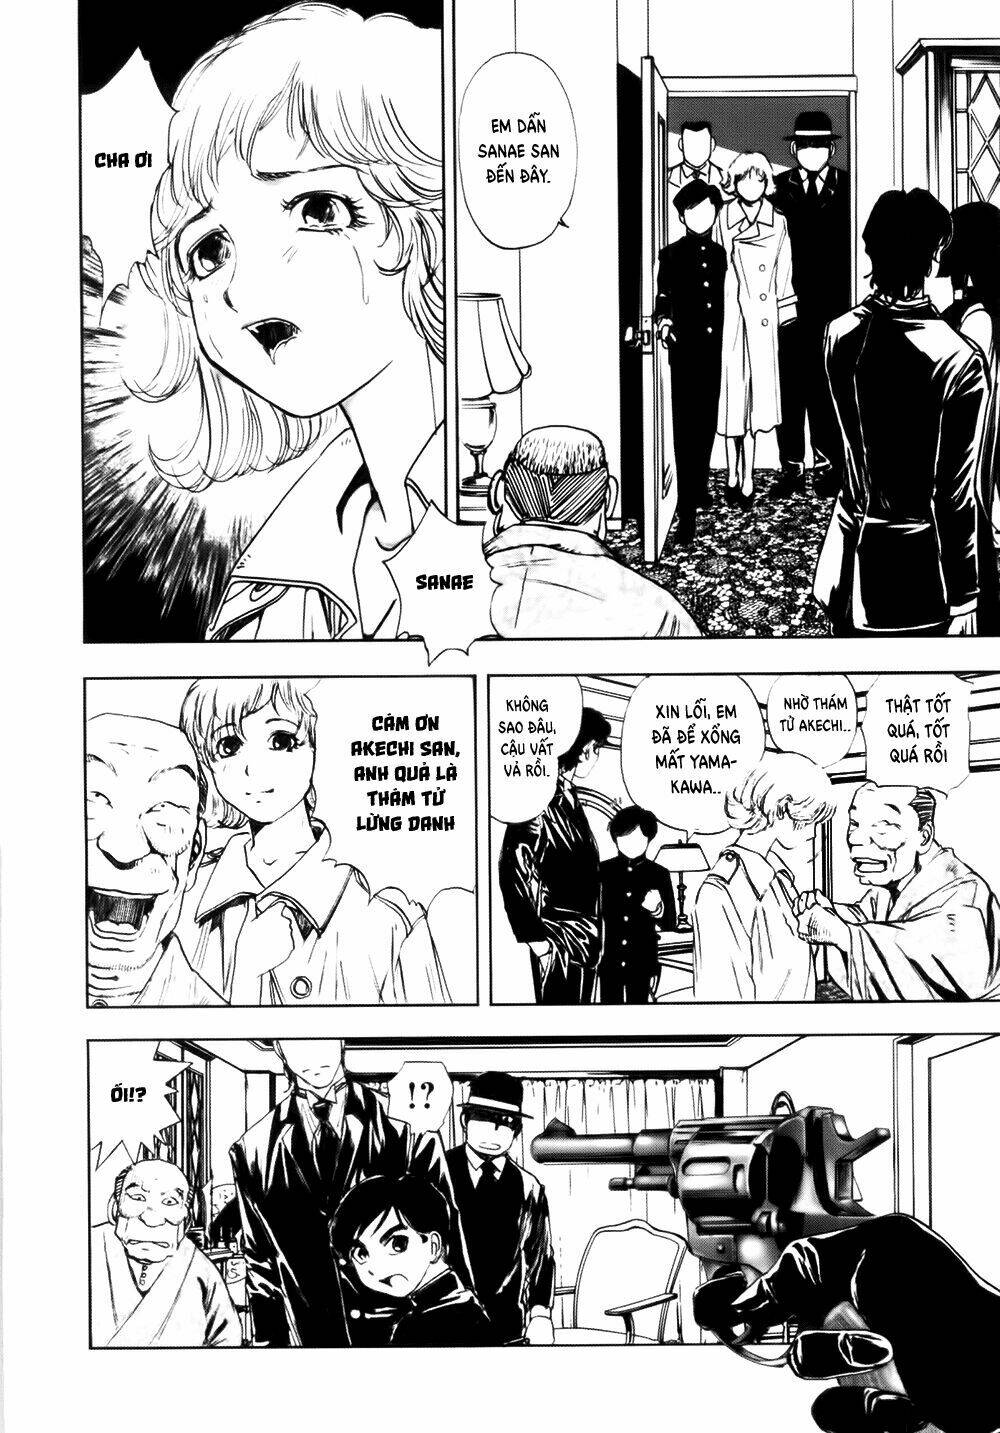 EM DẪN
SANAE SAN
ĐẾN ĐÂY.
CHA ƠI
SANAE
THẬT TỐT
QUÁ, TỐT
QUÁ RỒI
NHỜ THÁM
TỬ AKECHI..
XIN LỖI, EM
ĐÃ ĐỂ XỔNG
MẤT YAMA-
KAWA..
KHÔNG
SAO ĐÂU,
CẬU VẤT
VẢ RỒI.
CẢM ƠN
AKECHI SAN,
ANH QUẢ LÀ
THÁM TỬ
LỪNG DANH
!?
ỐI!?